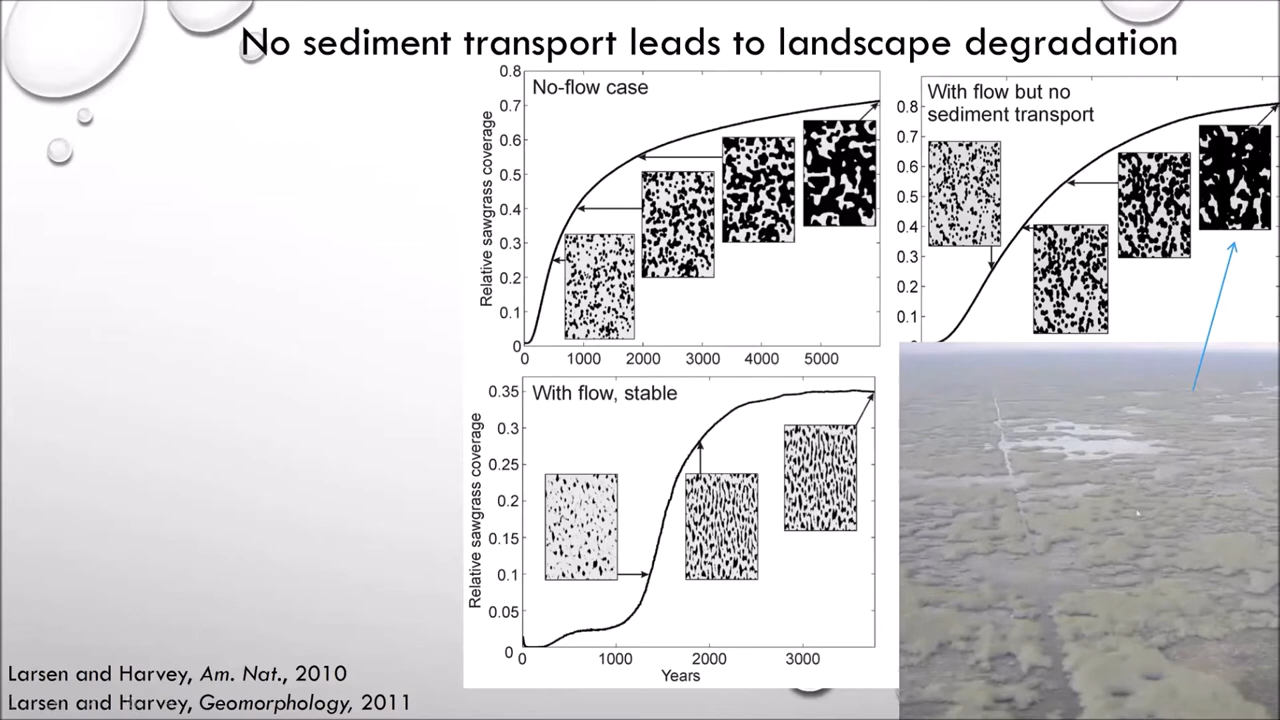 No sediment transport leads to landscape degradation
0.8
0.7
0.6
0.5
0.4
0.3
0.2
0.1
0
Relative sawgrass coverage
No-flow case
0 1000 2000 3000 4000 5000
With flow but no
sediment transport
0.8
0.7
0.6
0.5
0.4
0.3
0.2
0.1
0.35
0.3
0.25
0.2
0.15
0.1
0.05
0
Relative sawgrass coverage
With flow, stable
0 1000 2000 3000
Years
Larsen and Harvey, Am. Nat., 2010
Larsen and Harvey, Geomorphology, 2011